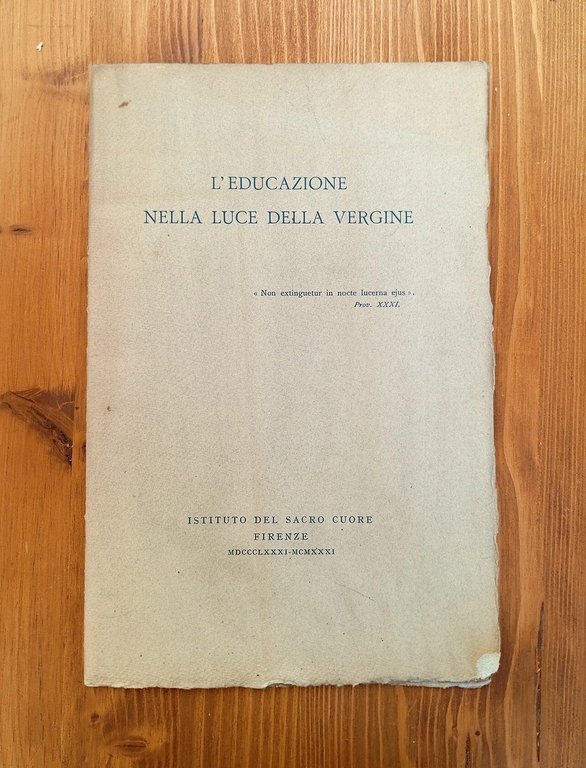 L'EDUCAZIONE
NELLA LUCE DELLA VERGINE
« Non extinguetur in nocte lucerna ejus ».
Prov. XXXI.
ISTITUTO DEL SACRO CUORE
FIRENZE
MDCCCLXXXI-MCMXXXI